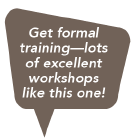 Get formal
training—lots
of excellent
workshops
like this one!